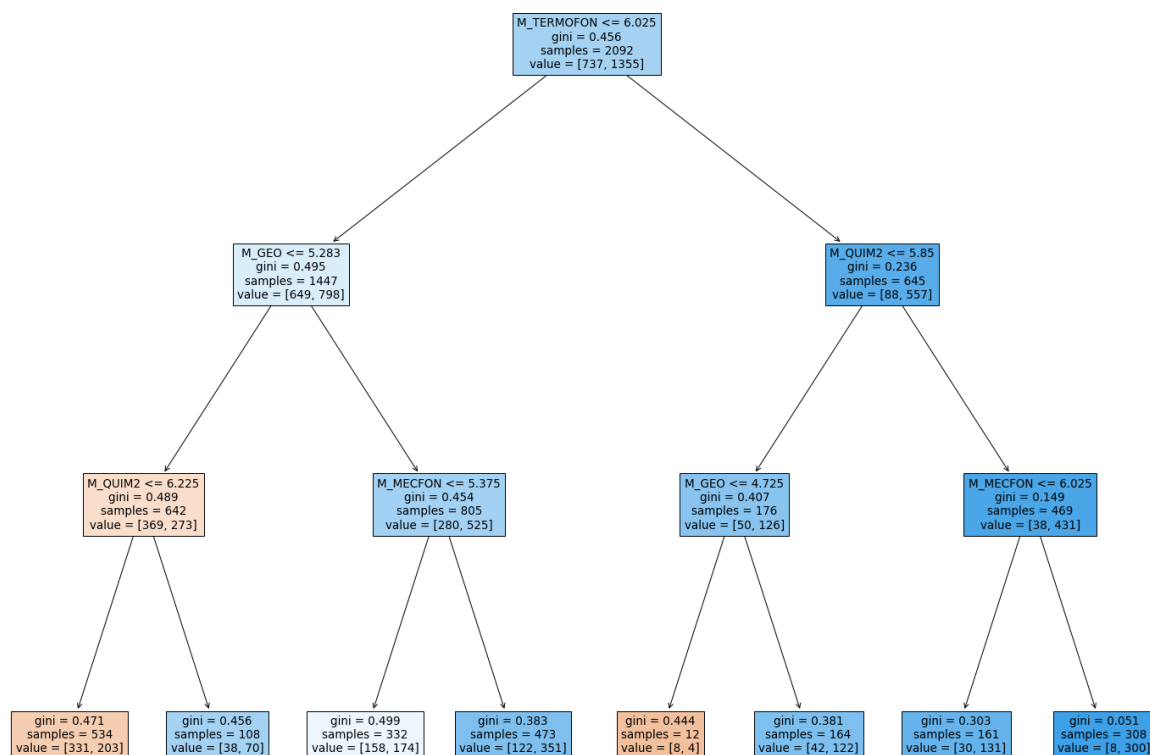 M_TERMOFON <= 6.025
gini = 0.456
samples = 2092
value = [737, 1355]
M_GEO <= 5.283
gini = 0.495
samples = 1447
value = [649, 798]
M_QUIM2 <= 5.85
gini = 0.236
samples = 645
value = [88, 557]
M_QUIM2 <= 6.225
gini = 0.489
samples = 642
value = [369, 273]
M_MECFON <= 5.375
gini = 0.454
samples = 805
value = [280, 525]
M_GEO <= 4.725
gini = 0.407
samples = 176
value = [50, 126]
M_MECFON <= 6.025
gini = 0.149
samples = 469
value = [38, 431]
gini = 0.471
samples = 534
value = [331, 203]
gini = 0.456
samples = 108
value = [38, 70]
gini = 0.499
samples = 332
value = [158, 174]
gini = 0.383
samples = 473
value = [122, 351]
gini = 0.444
samples = 12
value = [8, 4]
gini = 0.381
samples = 164
value = [42, 122]
gini = 0.303
samples = 161
value = [30, 131]
gini = 0.051
samples = 308
value = [8, 300]